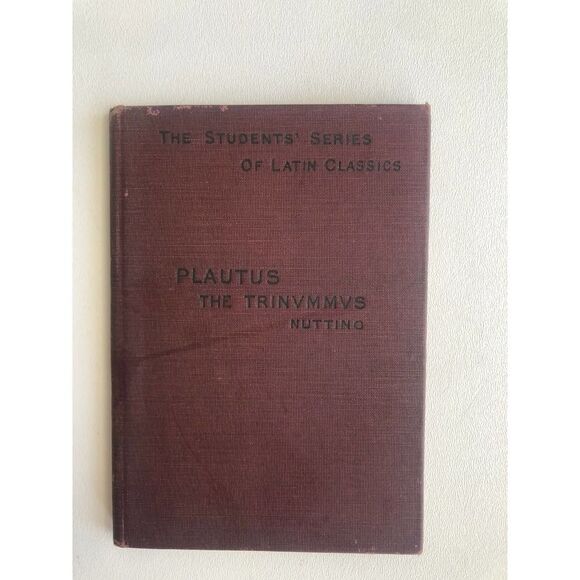 THE STUDENTS' SERIES
OF LATIN CLASSICS
PLAUTUS
THE TRINVMMVS
NUTTING